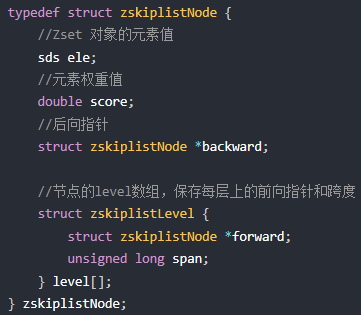 typedef struct zskiplistNode {
    //Zset 对象的元素值
    sds ele;
    //元素权重值
    double score;
    //后向指针
    struct zskiplistNode *backward;

    //节点的level数组，保存每层上的前向指针和跨度
    struct zskiplistLevel {
        struct zskiplistNode *forward;
        unsigned long span;
    } level[];
} zskiplistNode;